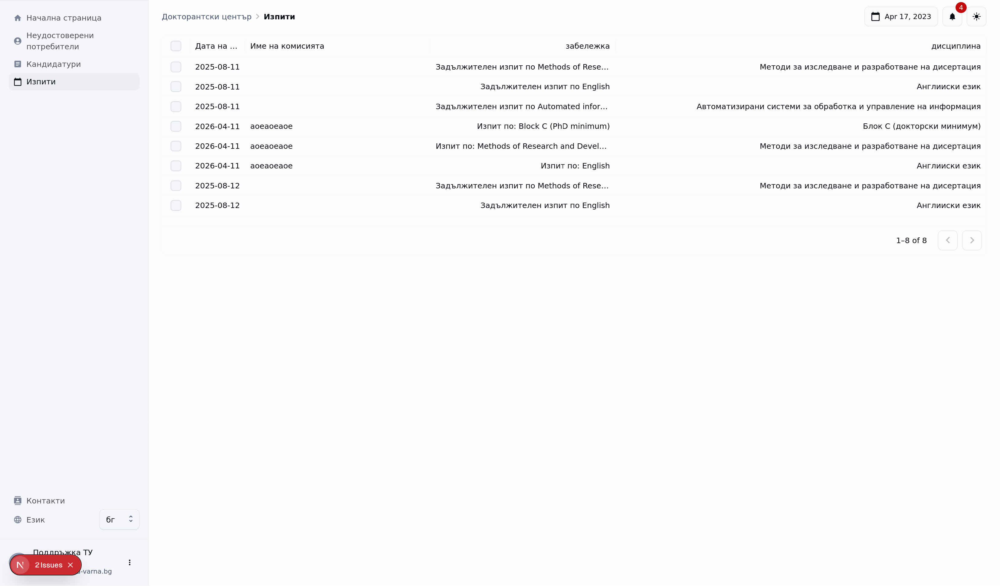 Начална страница
Неудостоверени
потребители
Кандидатури
Изпити
Докторантски център Изпити
Apr 17, 2023
4
Дата на ... Име на комисията забележка дисциплина
2025-08-11 Задължителен изпит по Methods of Rese... Методи за изследване и разработване на дисертация
2025-08-11 Задължителен изпит по English Англииски език
2025-08-11 Задължителен изпит по Automated infor... Автоматизирани системи за обработка и управление на информация
2026-04-11 аоеаоеаое Изпит по: Block C (PhD minimum) Блок C (докторски минимум)
2026-04-11 аоеаоеаое Изпит по: Methods of Research and Devel... Методи за изследване и разработване на дисертация
2026-04-11 аоеаоеаое Изпит по: English Англииски език
2025-08-12 Задължителен изпит по Methods of Rese... Методи за изследване и разработване на дисертация
2025-08-12 Задължителен изпит по English Англииски език
1–8 of 8
Контакти
Език бг
Поддръжка ТУ
2 Issues
-varna.bg